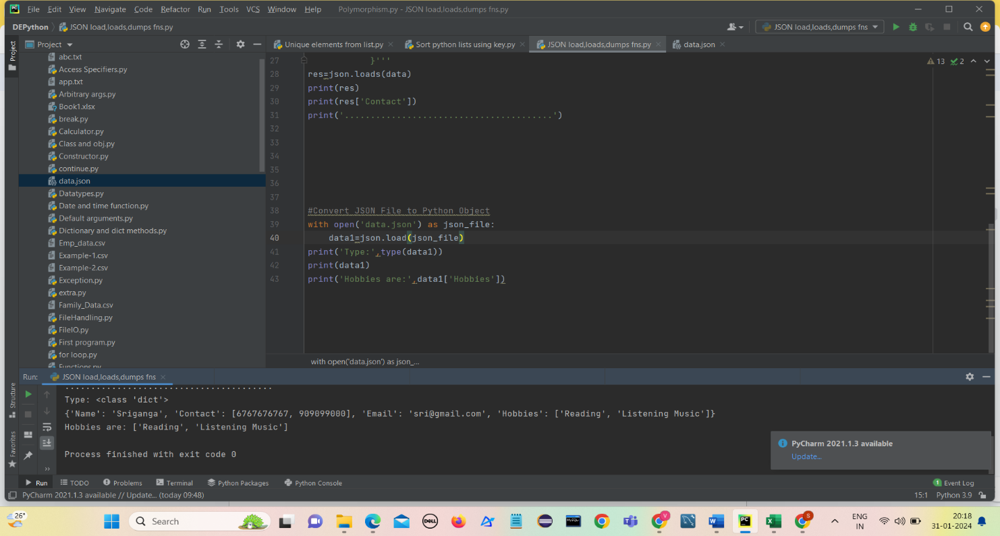 PC File Edit View Navigate Code Refactor Run Tools VCS Window Help Polymorphism.py - JSON load,loads,dumps fns.py
DEPython JSON load,loads,dumps fns.py JSON load,loads,dumps fns
Project Project Unique elements from list.py Sort python lists using key.py JSON load,loads,dumps fns.py data.json
abc.txt
Access Specifiers.py
app.txt
Arbitrary args.py
Book1.xlsx
break.py
Calculator.py
Class and obj.py
Constructor.py
continue.py
data.json
Datatypes.py
Date and time function.py
Default arguments.py
Dictionary and dict methods.py
Emp_data.csv
Example-1.csv
Example-2.csv
Exception.py
extra.py
Family_Data.csv
FileHandling.py
FileIO.py
First program.py
for loop.py
Functions.py
27 }'''
28 res=json.loads(data)
29 print(res)
30 print(res['Contact'])
31 print('........................................')
32
33
34
35
36
37
38 #Convert JSON File to Python Object
39 with open('data.json') as json_file:
40 data1=json.load(json_file)
41 print('Type:',type(data1))
42 print(data1)
43 print('Hobbies are:',data1['Hobbies'])
13 2
with open('data.json') as json_...
Run: JSON load,loads,dumps fns
........................................
Type: <class 'dict'>
{'Name': 'Sriganga', 'Contact': [6767676767, 909099000], 'Email': 'sri@gmail.com', 'Hobbies': ['Reading', 'Listening Music']}
Hobbies are: ['Reading', 'Listening Music']
Process finished with exit code 0
Structure
Favorites
PyCharm 2021.1.3 available
Update...
Run TODO Problems Terminal Python Packages Python Console 1 Event Log
PyCharm 2021.1.3 available // Update... (today 09:48) 15:1 Python 3.9
26° Search DELL MySQL V W PC X S ENG
IN
20:18
31-01-2024